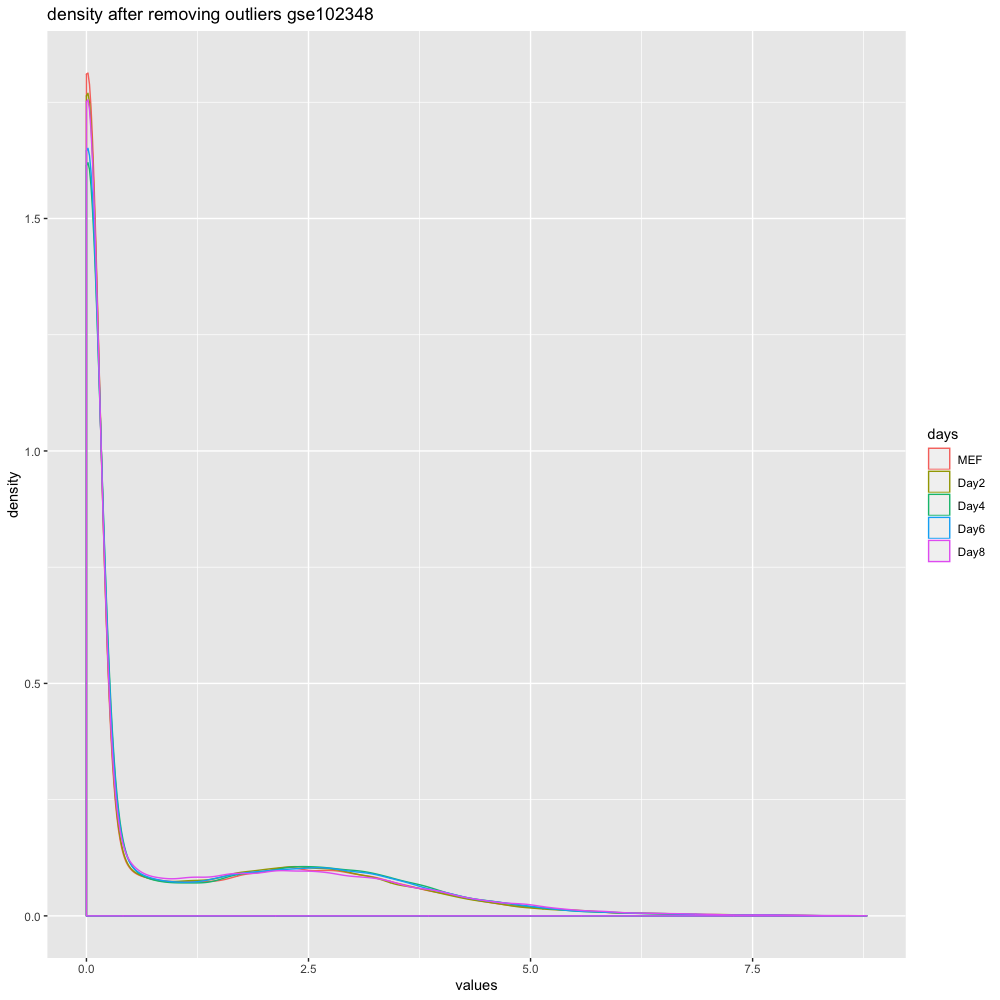 density after removing outliers gse102348
1.5
1.0
0.5
0.0
density
0.0 2.5 5.0 7.5
values
days
MEF
Day2
Day4
Day6
Day8